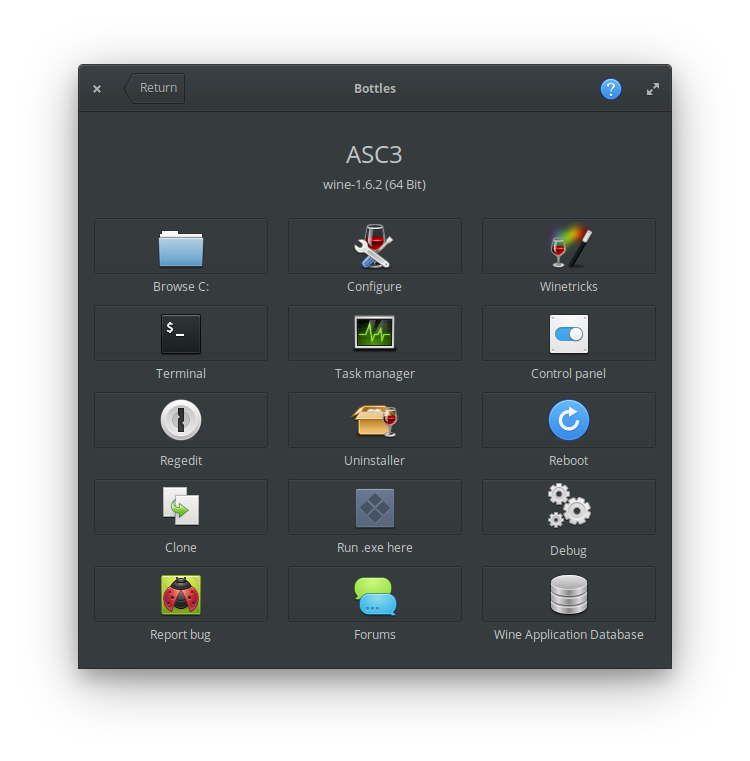 Return
Bottles
?
ASC3
wine-1.6.2 (64 Bit)
Browse C:
Configure
Winetricks
$_
Terminal
Task manager
Control panel
Regedit
Uninstaller
Reboot
Clone
Run .exe here
Debug
Report bug
Forums
Wine Application Database